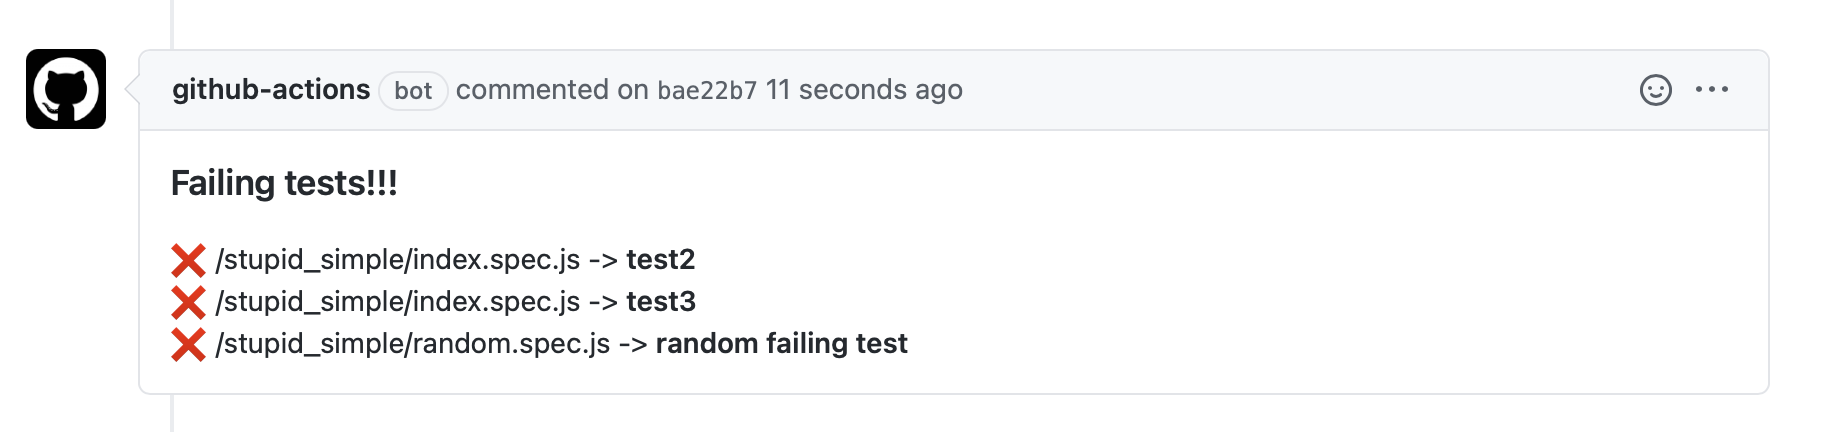 github-actions bot commented on bae22b7 11 seconds ago
Failing tests!!!
❌ /stupid_simple/index.spec.js -> test2
❌ /stupid_simple/index.spec.js -> test3
❌ /stupid_simple/random.spec.js -> random failing test